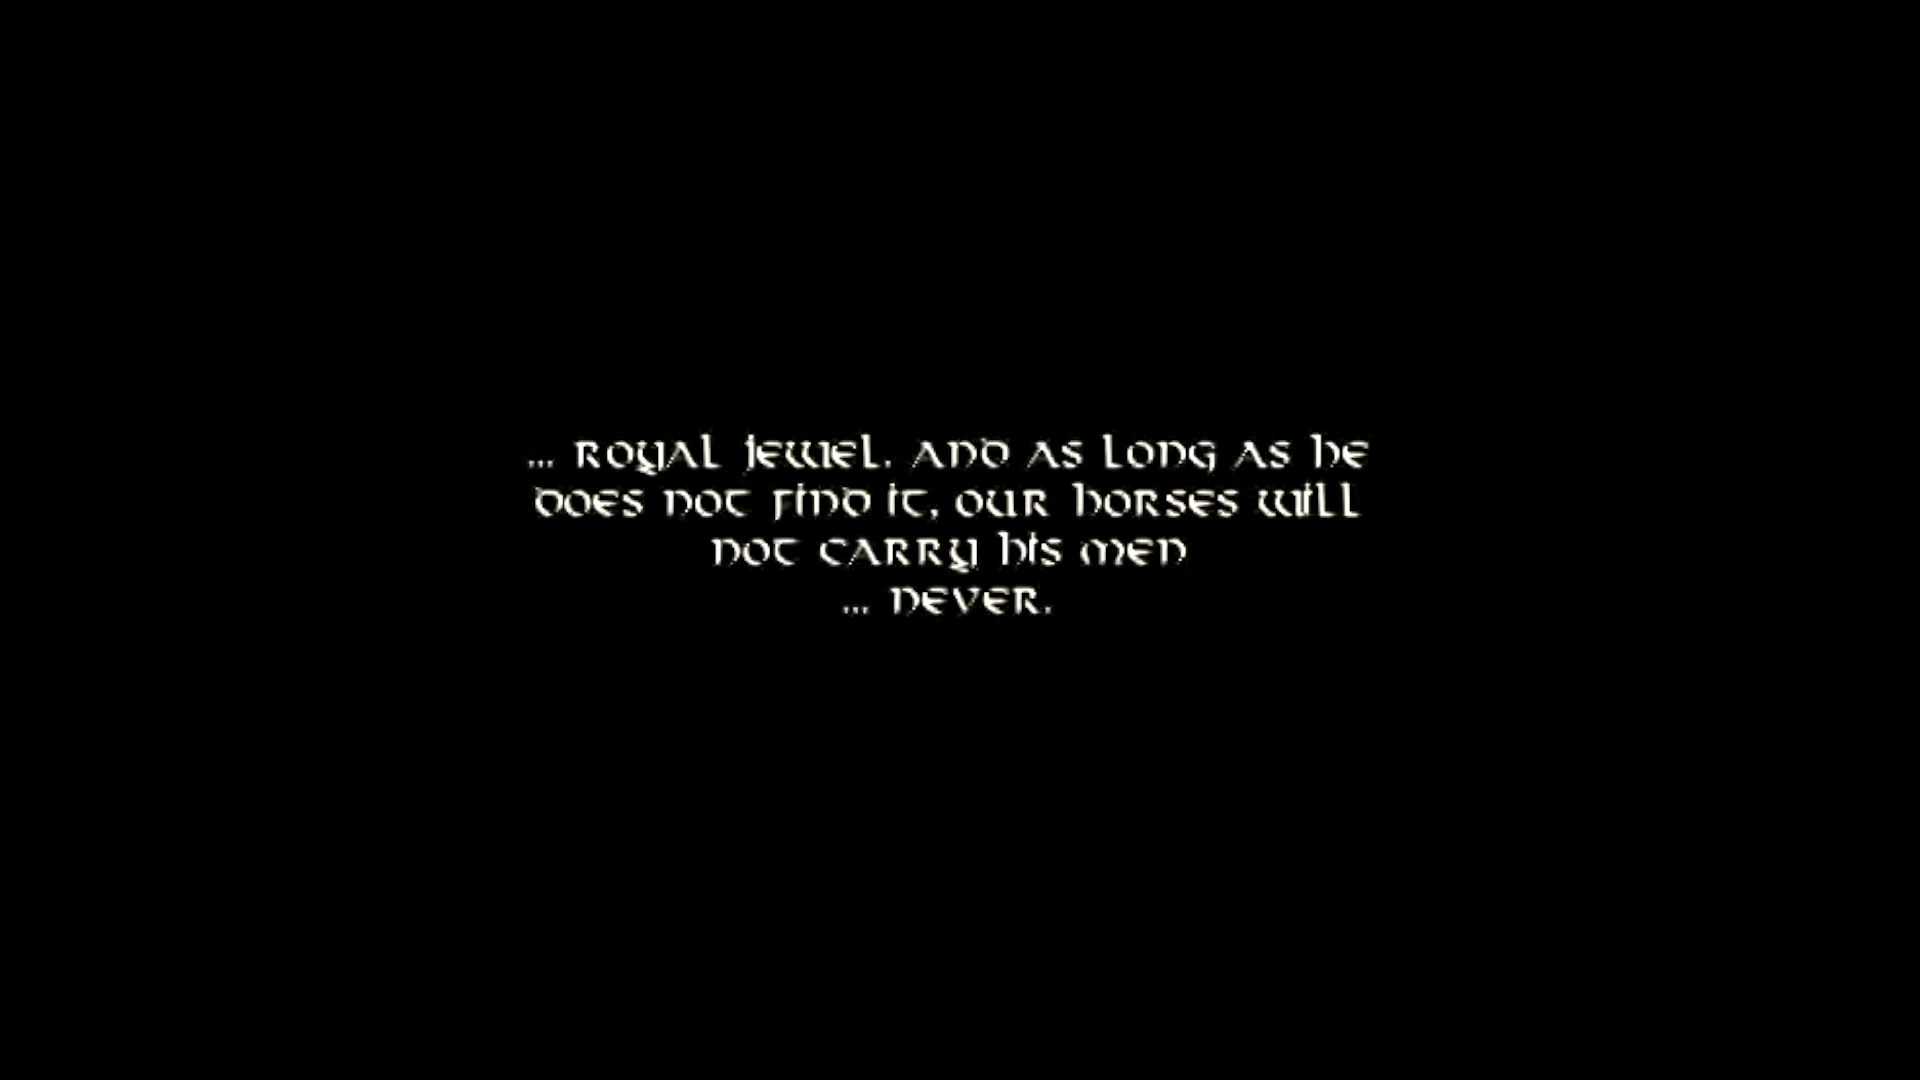 ... ROYAL JEWEL. AND AS LONG AS HE
DOES NOT FIND IT, OUR HORSES WILL
NOT CARRY HIS MEN
... NEVER.